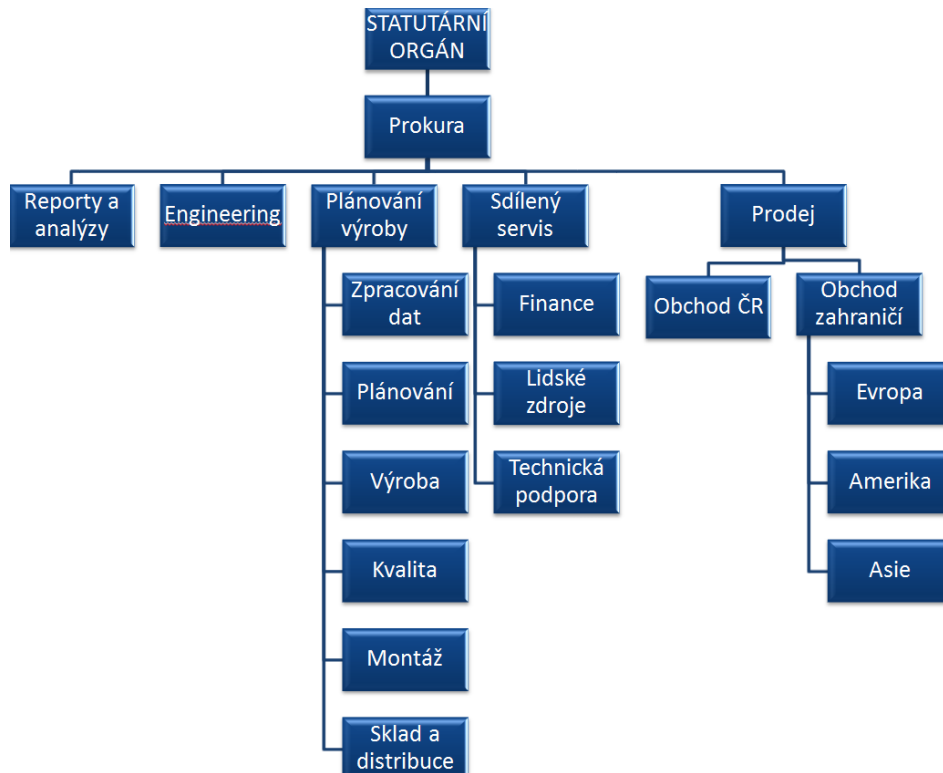 STATUTÁRNÍ
ORGÁN
Prokura
Reporty a
analýzy
Engineering
Plánování
výroby
Sdílený
servis
Prodej
Zpracování
dat
Plánování
Výroba
Kvalita
Montáž
Sklad a
distribuce
Finance
Lidské
zdroje
Technická
podpora
Obchod ČR
Obchod
zahraničí
Evropa
Amerika
Asie